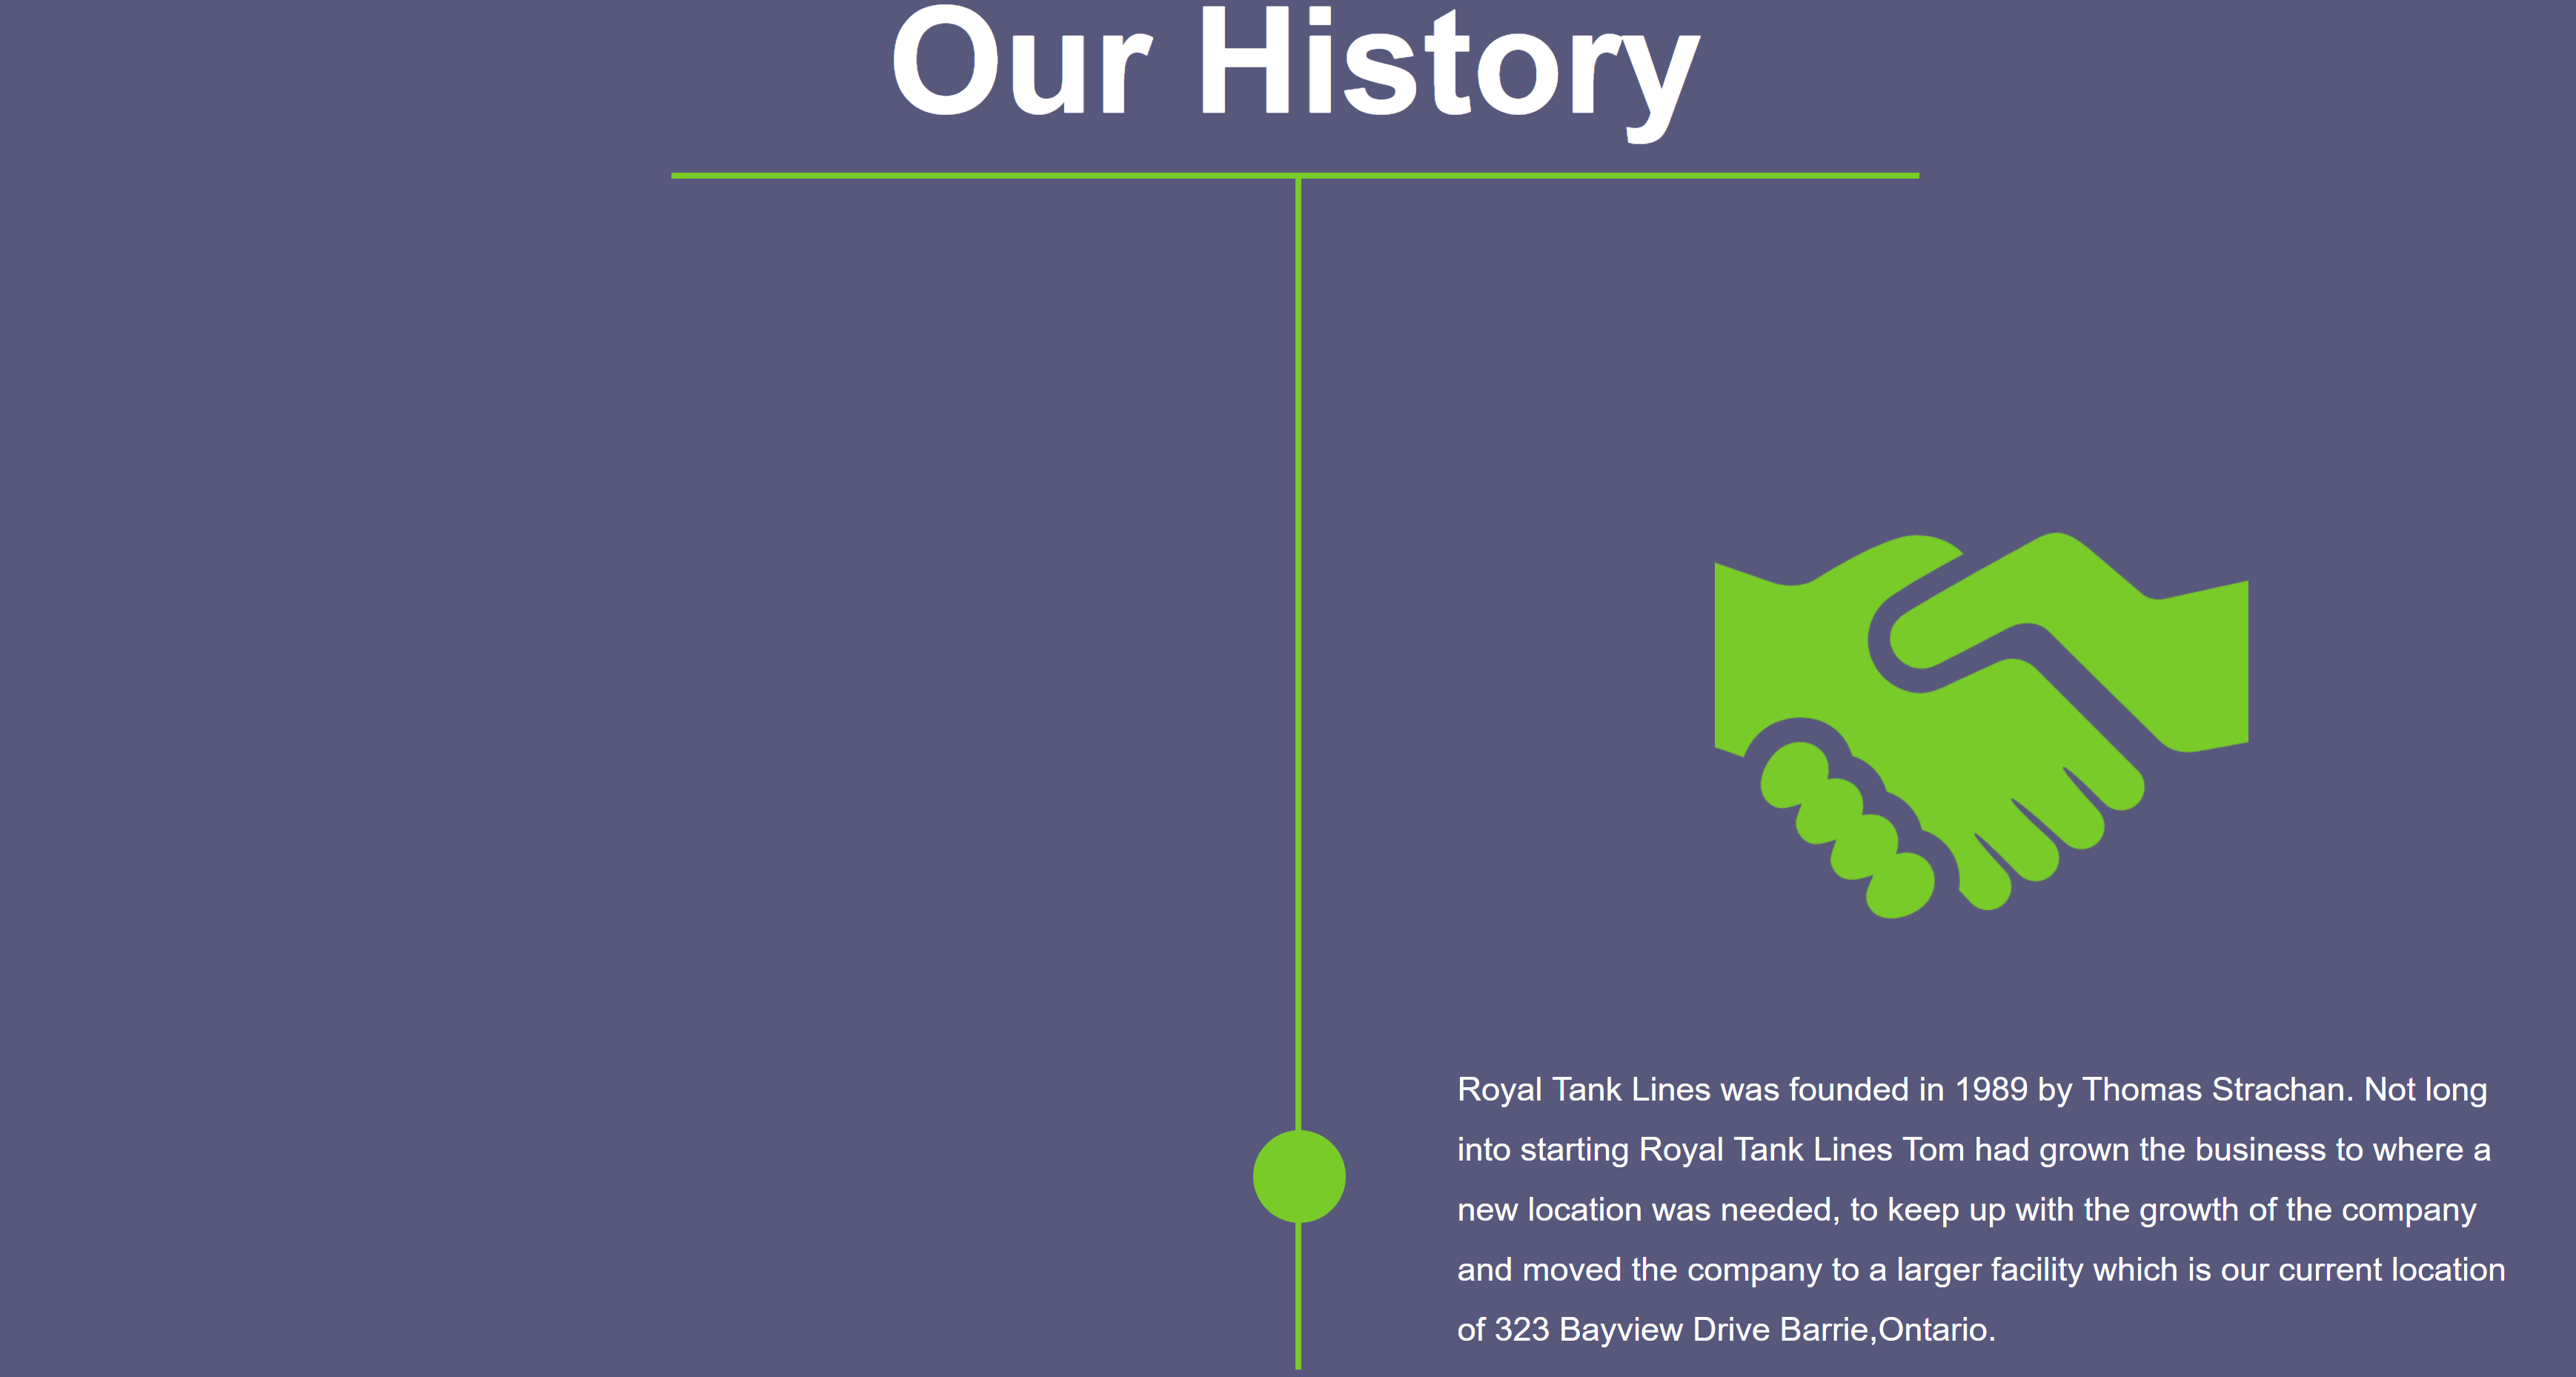 Our History
Royal Tank Lines was founded in 1989 by Thomas Strachan. Not long
into starting Royal Tank Lines Tom had grown the business to where a
new location was needed, to keep up with the growth of the company
and moved the company to a larger facility which is our current location
of 323 Bayview Drive Barrie,Ontario.